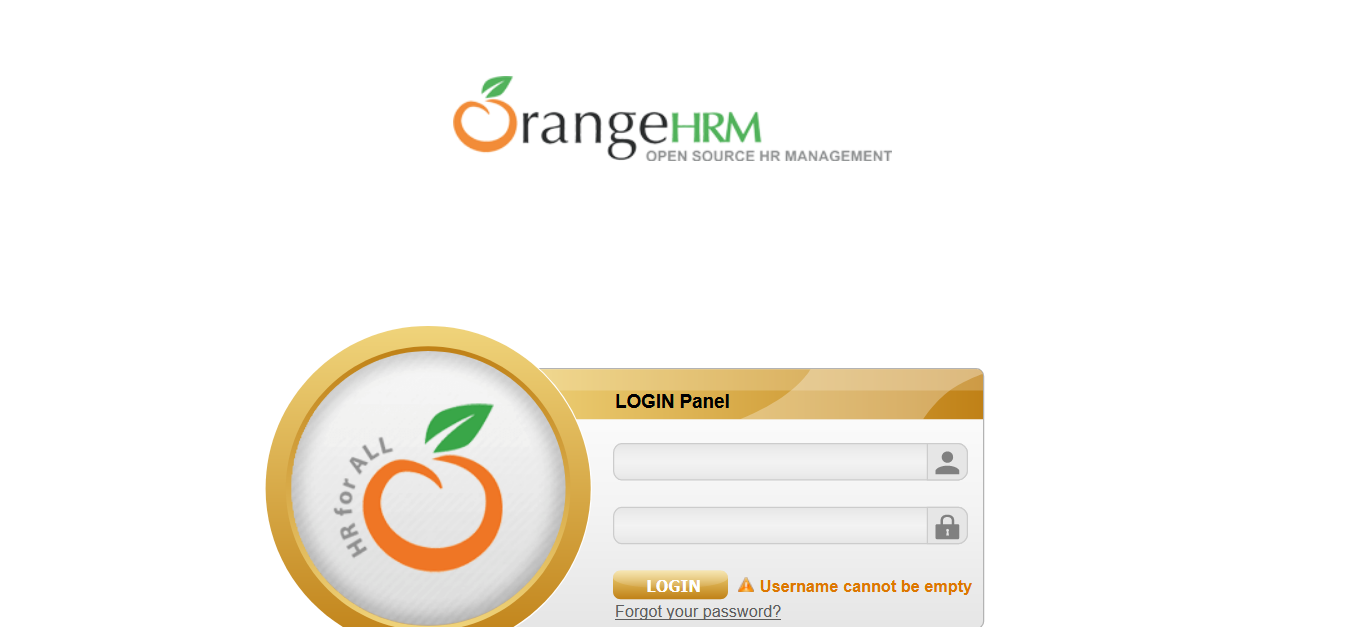 OrangeHRM
OPEN SOURCE HR MANAGEMENT
HR for ALL
LOGIN Panel
LOGIN
Username cannot be empty
Forgot your password?